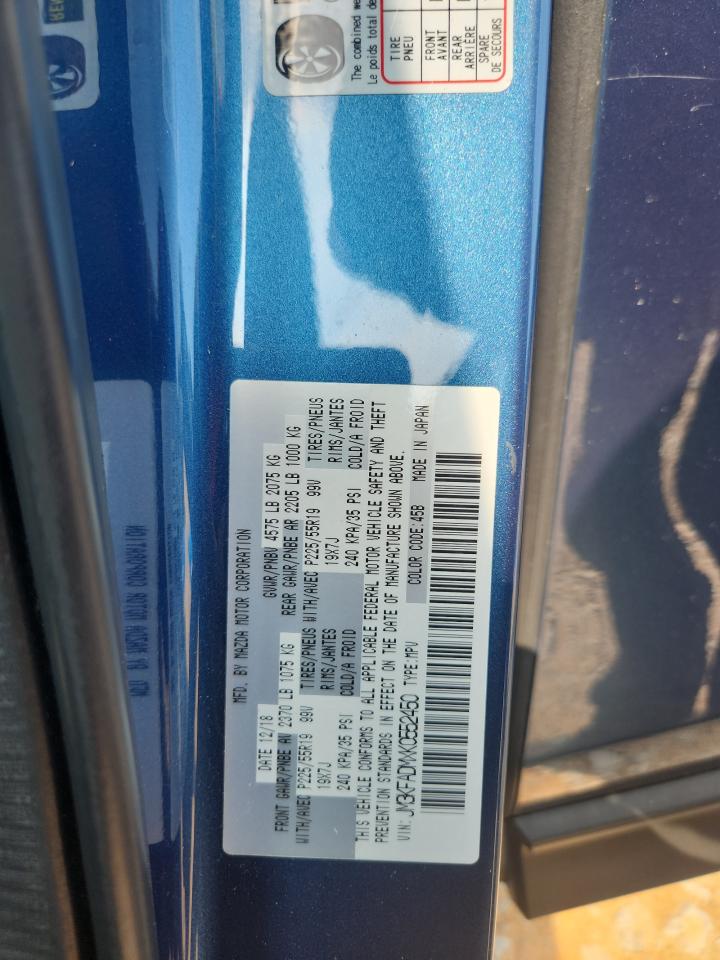 The combined we
Le poids total de
TIRE
PNEU
FRONT
AVANT
REAR
ARRIÈRE
SPARE
DE SECOURS
MFD. BY MAZDA MOTOR CORPORATION
DATE 12/18 GVWR/PNBV 4575 LB 2075 KG
FRONT GAWR/PNBE AV 2370 LB 1075 KG REAR GAWR/PNBE AR 2205 LB 1000 KG
WITH/AVEC P225/55R19 99V TIRES/PNEUS WITH/AVEC P225/55R19 99V TIRES/PNEUS
19X7J RIMS/JANTES 19X7J RIMS/JANTES
240 KPA/35 PSI COLD/A FROID 240 KPA/35 PSI COLD/A FROID
THIS VEHICLE CONFORMS TO ALL APPLICABLE FEDERAL MOTOR VEHICLE SAFETY AND THEFT
PREVENTION STANDARDS IN EFFECT ON THE DATE OF MANUFACTURE SHOWN ABOVE.
VIN: JM3KFADMXK0552450 TYPE:MPV COLOR CODE:45B MADE IN JAPAN